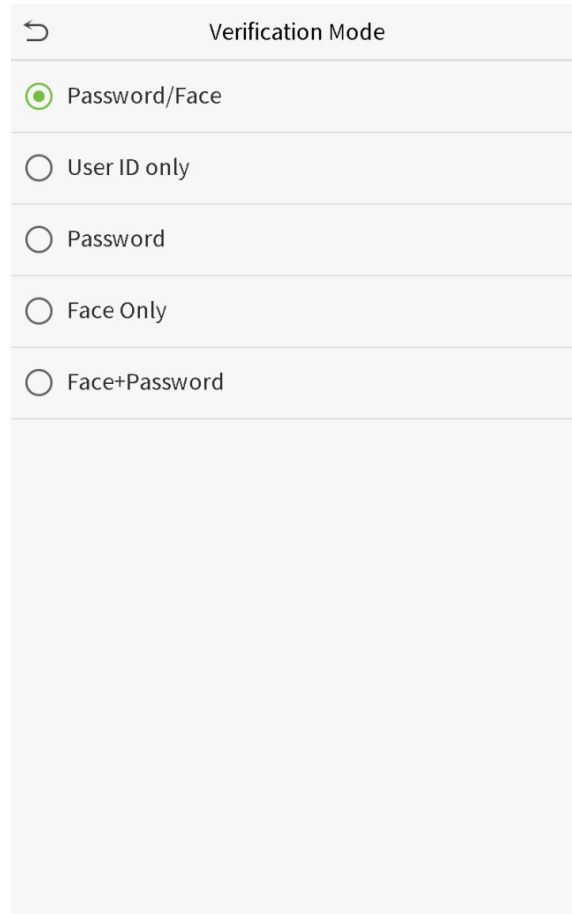 Verification Mode
Password/Face
User ID only
Password
Face Only
Face+Password